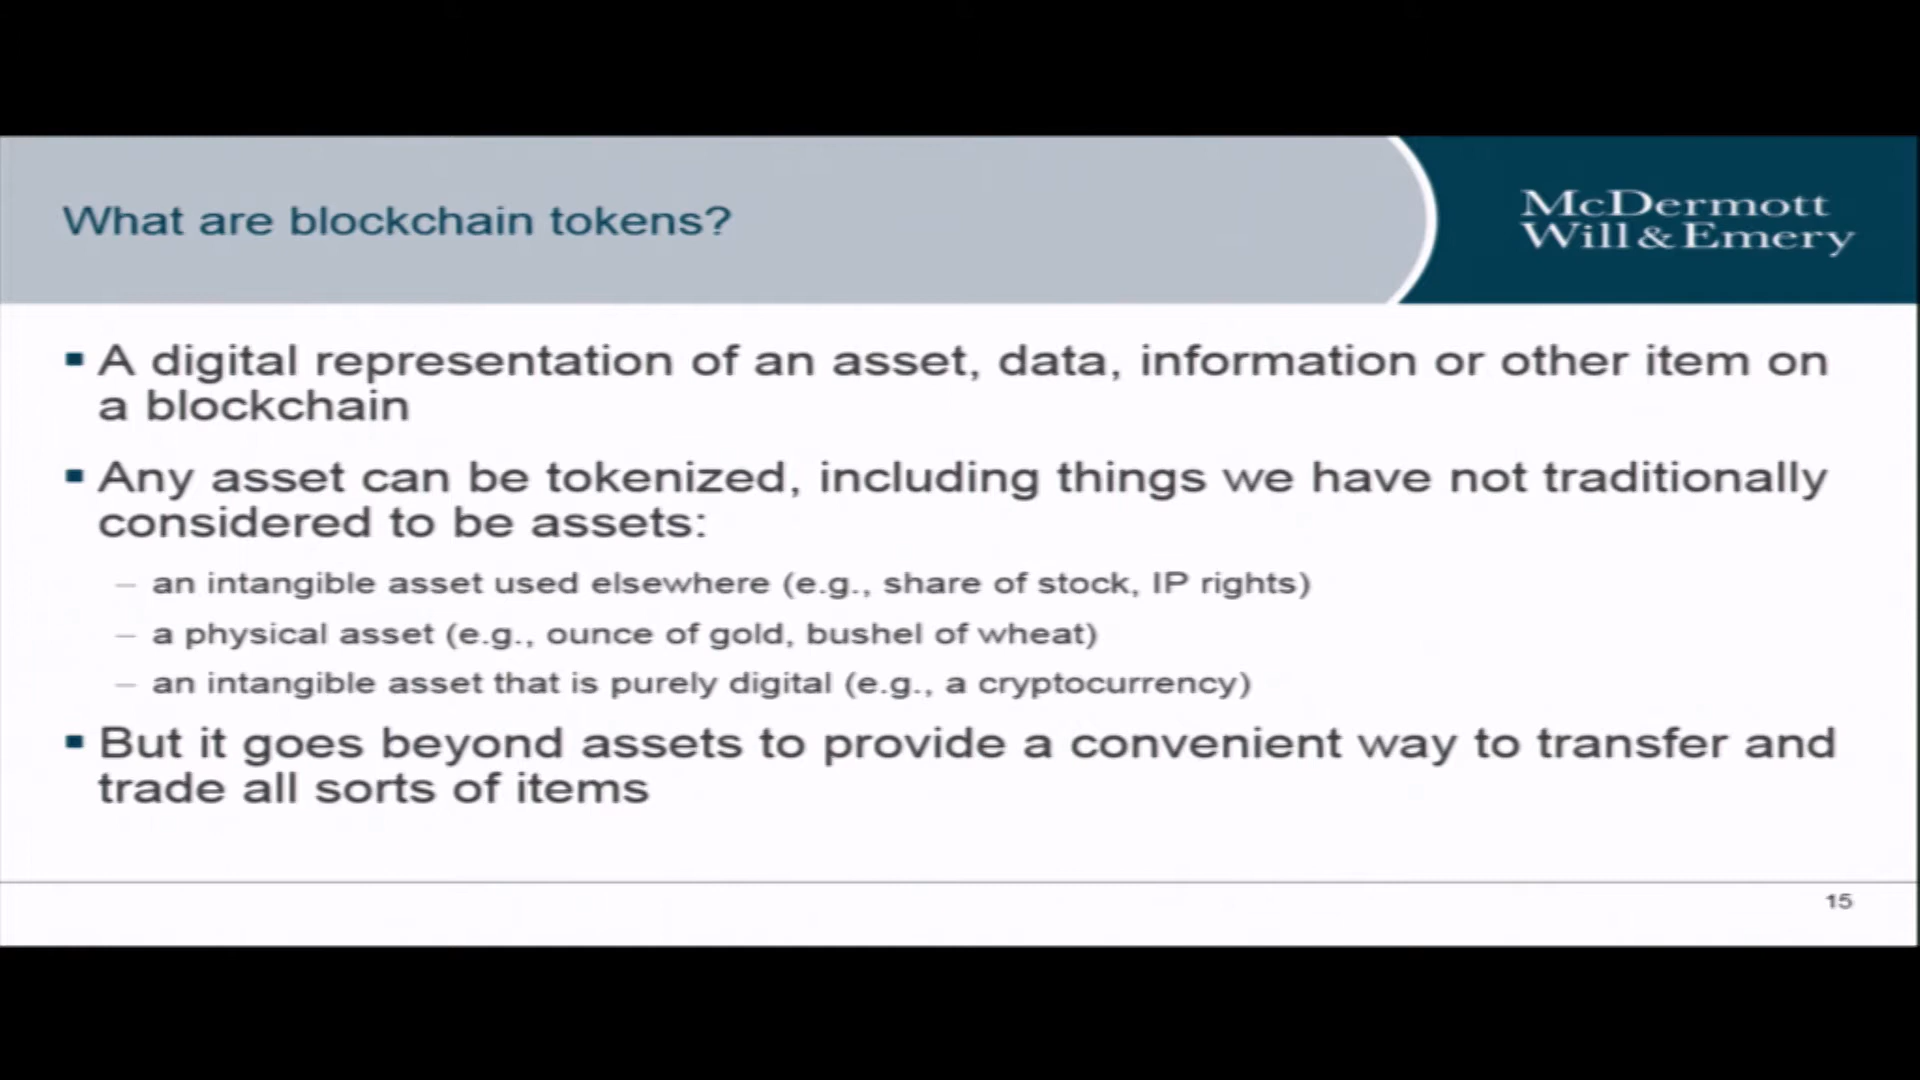 What are blockchain tokens?
McDermott
Will & Emery
▪ A digital representation of an asset, data, information or other item on
a blockchain
▪ Any asset can be tokenized, including things we have not traditionally
considered to be assets:
– an intangible asset used elsewhere (e.g., share of stock, IP rights)
– a physical asset (e.g., ounce of gold, bushel of wheat)
– an intangible asset that is purely digital (e.g., a cryptocurrency)
▪ But it goes beyond assets to provide a convenient way to transfer and
trade all sorts of items
15